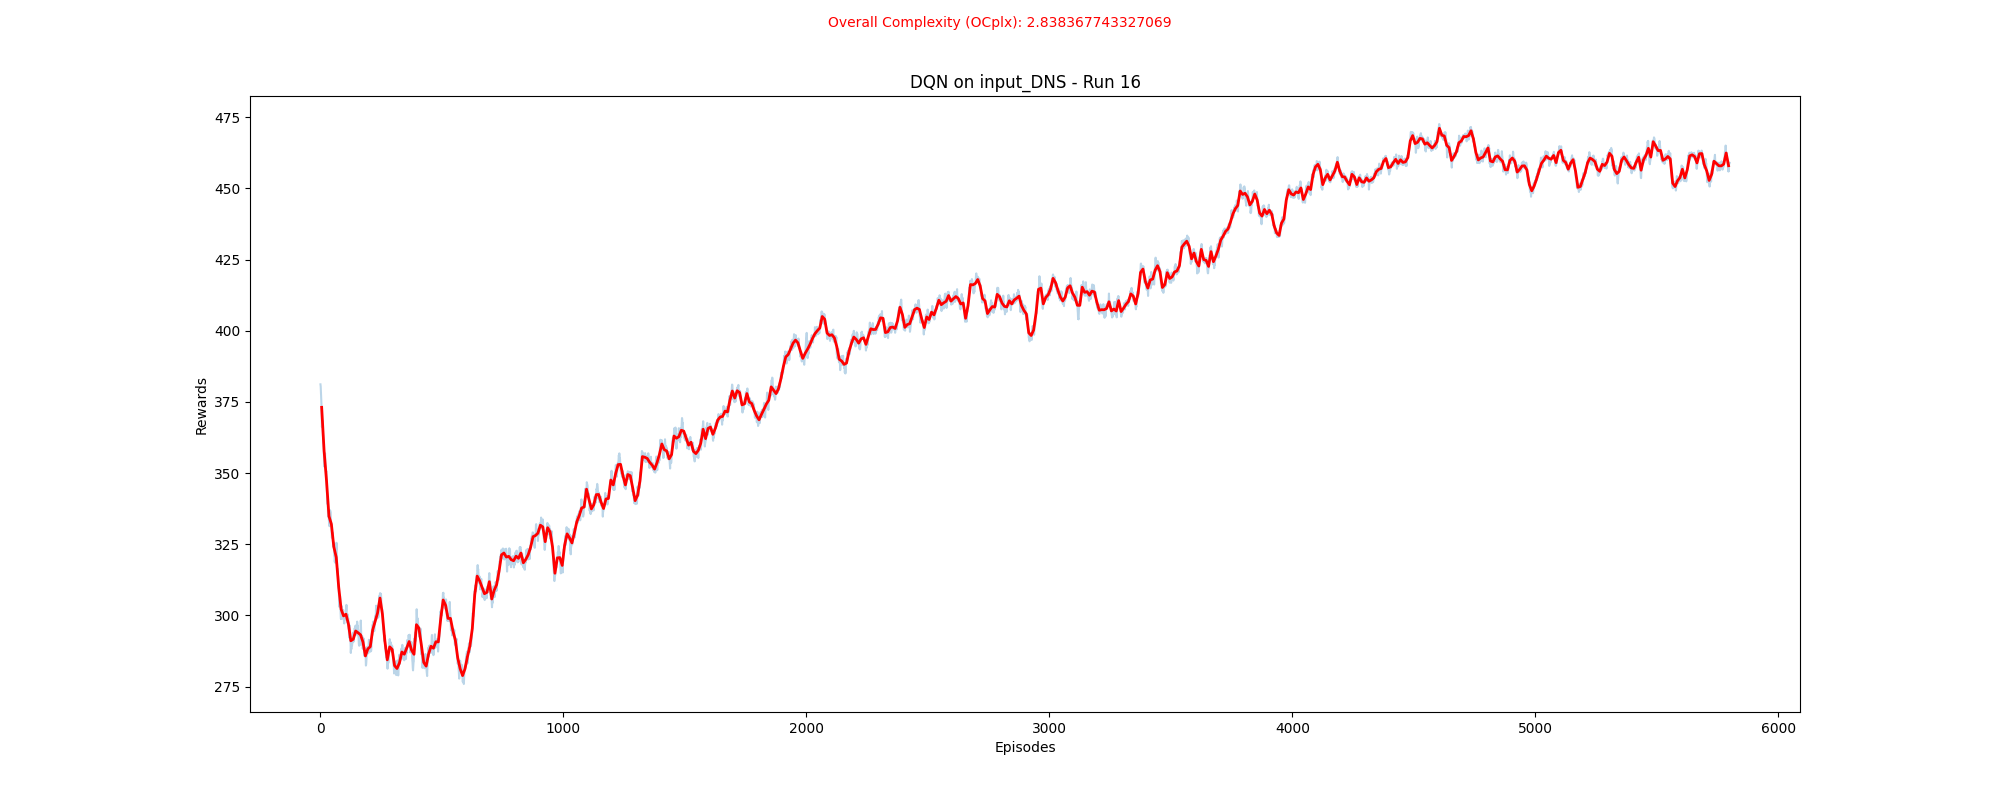 Overall Complexity (OCplx): 2.838367743327069
DQN on input_DNS - Run 16
475
450
425
400
375
350
325
300
275
Rewards
0 1000 2000 3000 4000 5000 6000
Episodes